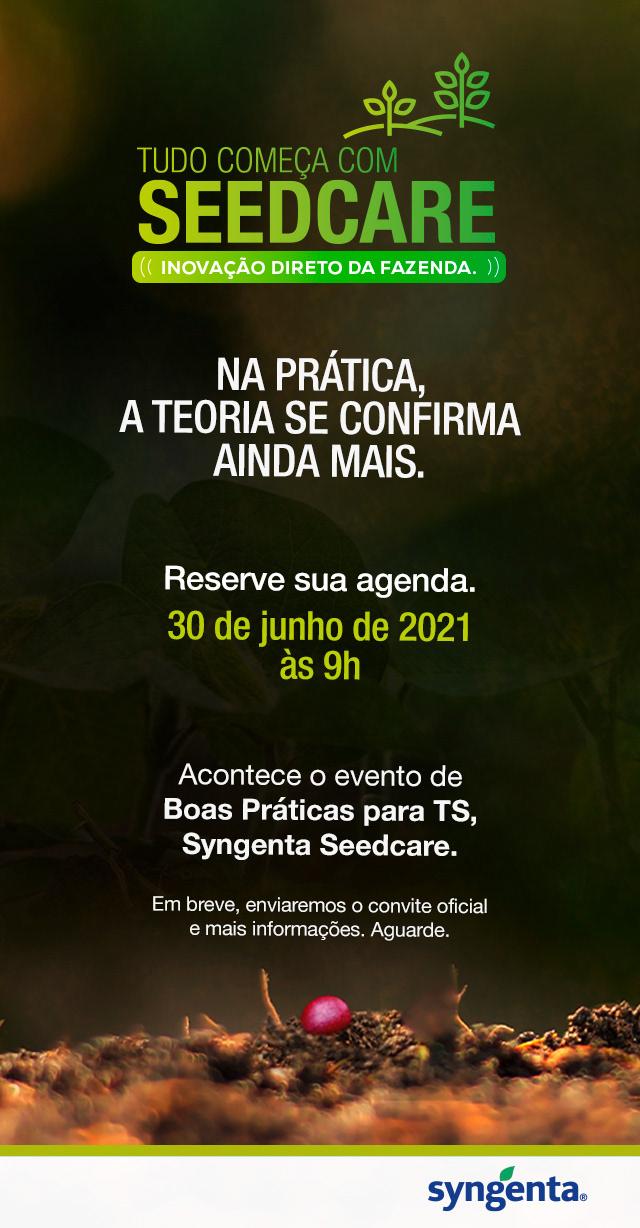 TUDO COMEÇA COM
SEEDCARE
(( INOVAÇÃO DIRETO DA FAZENDA. ))
NA PRÁTICA,
A TEORIA SE CONFIRMA
AINDA MAIS.
Reserve sua agenda.
30 de junho de 2021
às 9h
Acontece o evento de
Boas Práticas para TS,
Syngenta Seedcare.
Em breve, enviaremos o convite oficial
e mais informações. Aguarde.
syngenta®